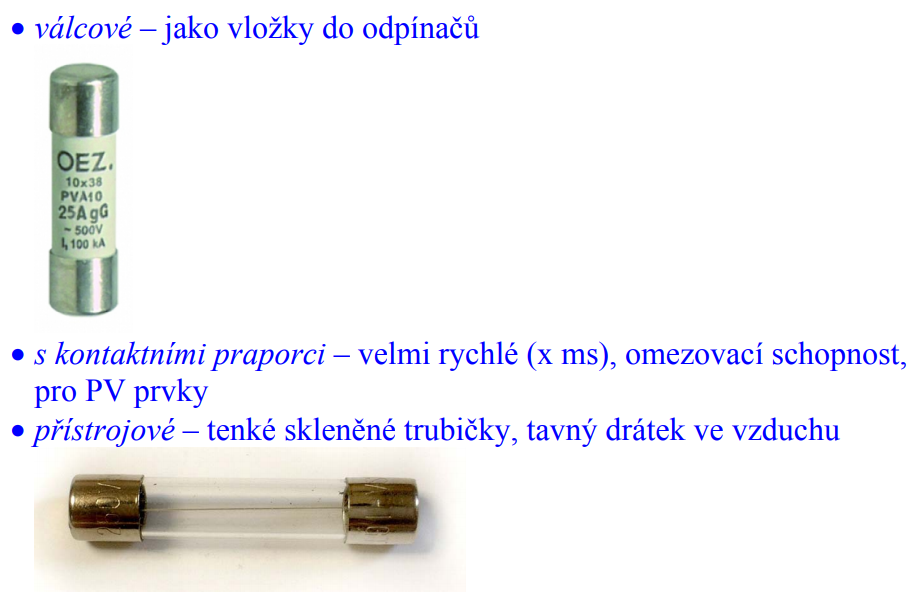 • válcové – jako vložky do odpínačů
OEZ.
10x38
PVA10
25A gG
~ 500V
I, 100 kA
• s kontaktními praporci – velmi rychlé (x ms), omezovací schopnost,
pro PV prvky
• přístrojové – tenké skleněné trubičky, tavný drátek ve vzduchu